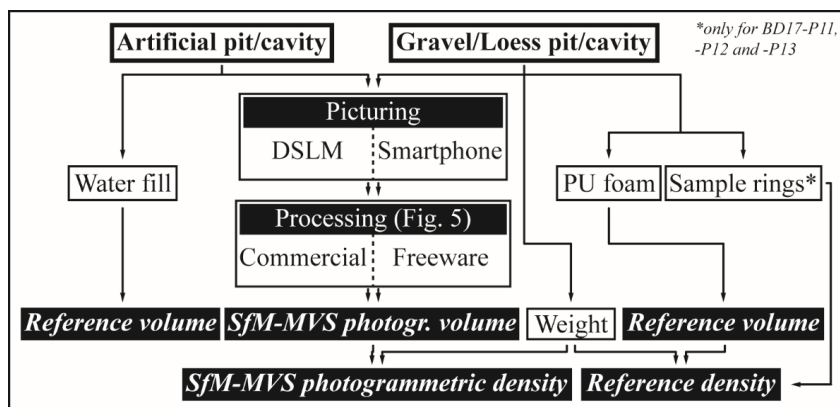 Artificial pit/cavity
Gravel/Loess pit/cavity
*only for BD17-P11,
-P12 and -P13
Picturing
DSLM
Smartphone
Water fill
PU foam
Sample rings*
Processing (Fig. 5)
Commercial
Freeware
Reference volume
SfM-MVS photogr. volume
Weight
Reference volume
SfM-MVS photogrammetric density
Reference density